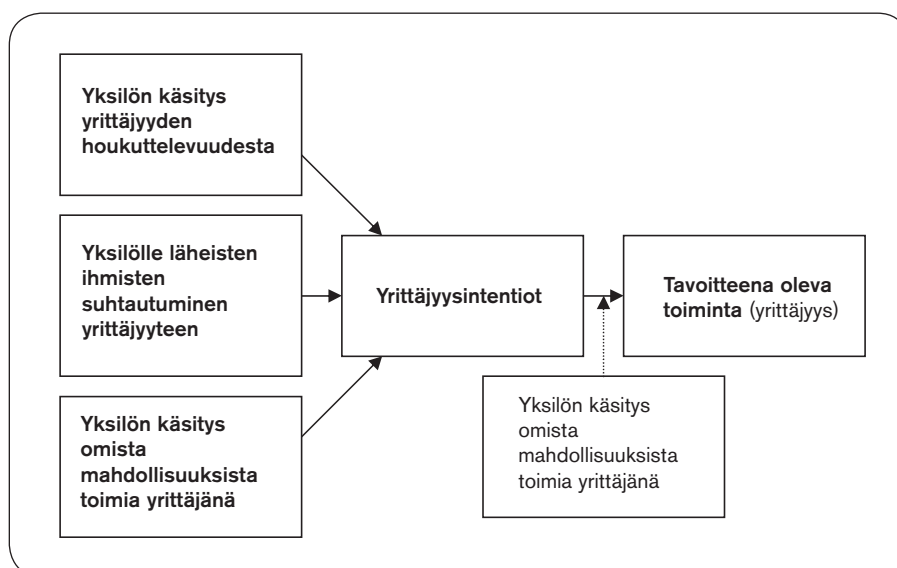 Yksilön käsitys
yrittäjyyden
houkuttelevuudesta
Yksilölle läheisten
ihmisten
suhtautuminen
yrittäjyyteen
Yksilön käsitys
omista
mahdollisuuksista
toimia yrittäjänä
Yrittäjyysintentiot
Tavoitteena oleva
toiminta (yrittäjyys)
Yksilön käsitys
omista
mahdollisuuksista
toimia yrittäjänä